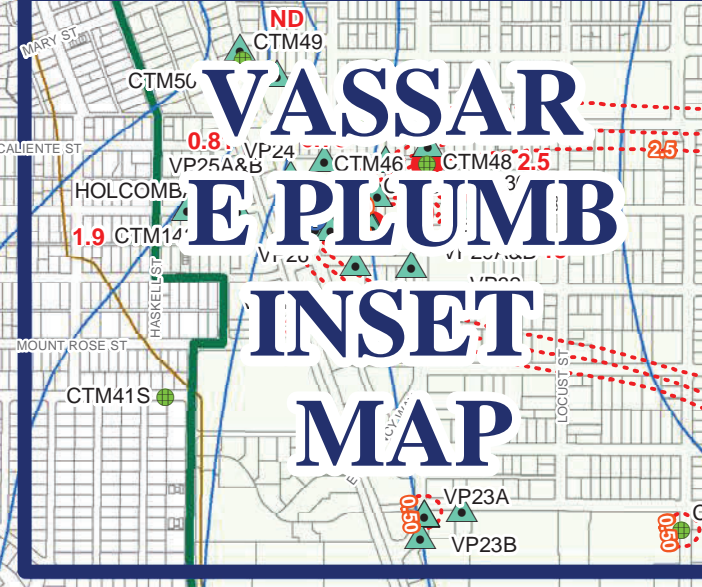 ND
CTM49
MARY ST
CTM50
VASSAR
0.8
2.5
CALIENTE ST
VP24
CTM46
CTM48 2.5
VP25A&B
HOLCOMB
E PLUMB
1.9
VP26
INSET
HASKELL ST
MOUNT ROSE ST
LOCUST ST
CTM41S
MAP
VP23A
0.50
VP23B
0.50